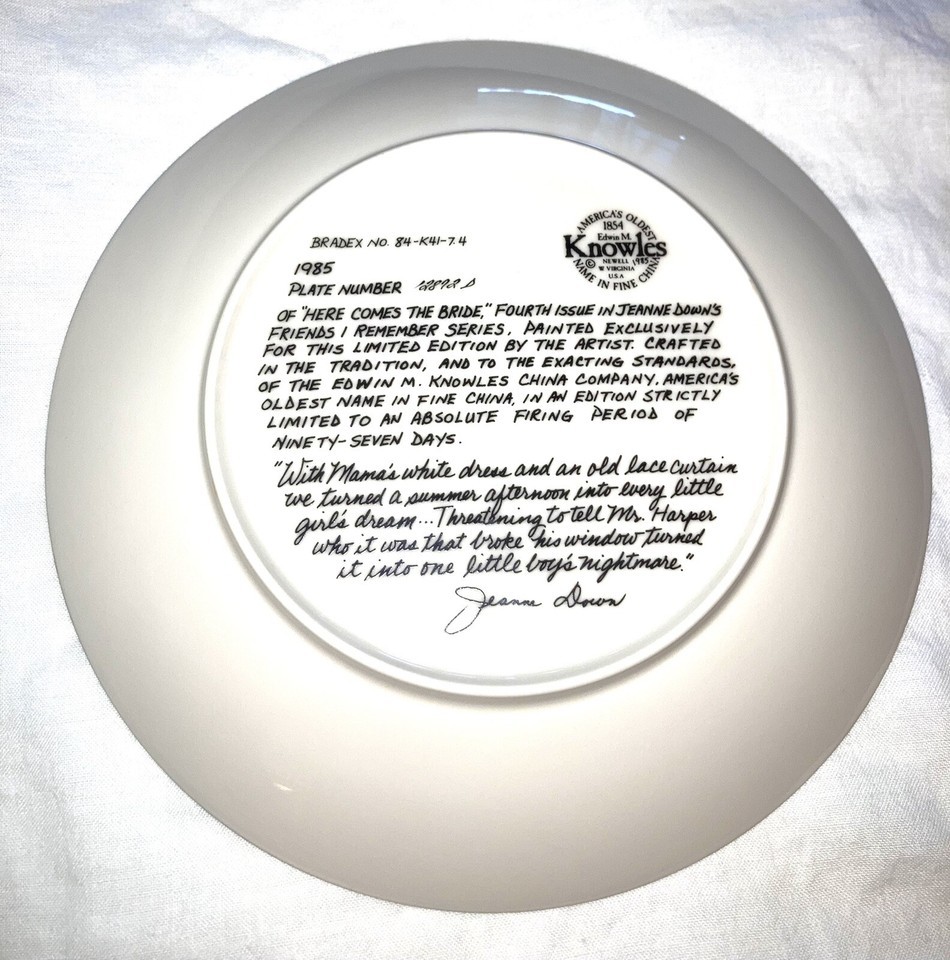 BRADEX NO. 84-K41-7.4
AMERICA'S OLDEST
1854
Edwin M.
Knowles
© NEWELL 1985
W VIRGINIA
U.S.A
NAME IN FINE CHINA
1985
PLATE NUMBER
OF "HERE COMES THE BRIDE," FOURTH ISSUE IN JEANNE DOWN'S
FRIENDS I REMEMBER SERIES, PAINTED EXCLUSIVELY
FOR THIS LIMITED EDITION BY THE ARTIST. CRAFTED
IN THE TRADITION, AND TO THE EXACTING STANDARDS,
OF THE EDWIN M. KNOWLES CHINA COMPANY, AMERICA'S
OLDEST NAME IN FINE CHINA, IN AN EDITION STRICTLY
LIMITED TO AN ABSOLUTE FIRING PERIOD OF
NINETY-SEVEN DAYS.
"With Mama's white dress and an old lace curtain
we turned a summer afternoon into every little
girl's dream...Threatening to tell Mr. Harper
who it was that broke his window turned
it into one little boy's nightmare."
Jeanne Down